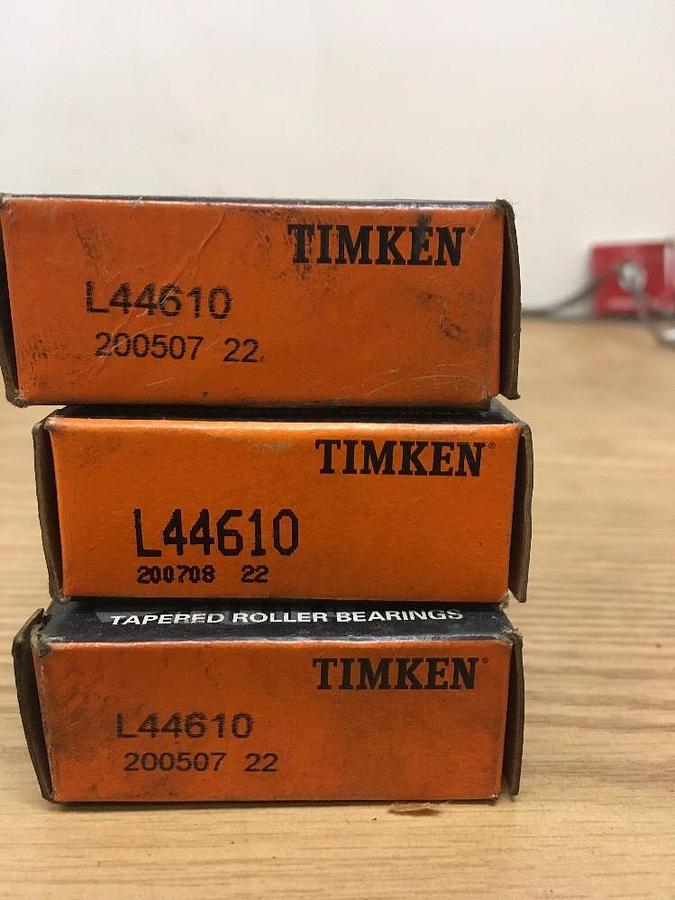 TIMKEN®
L44610
200507 22
TIMKEN®
L44610
200708 22
TAPERED ROLLER BEARINGS
TIMKEN®
L44610
200507 22